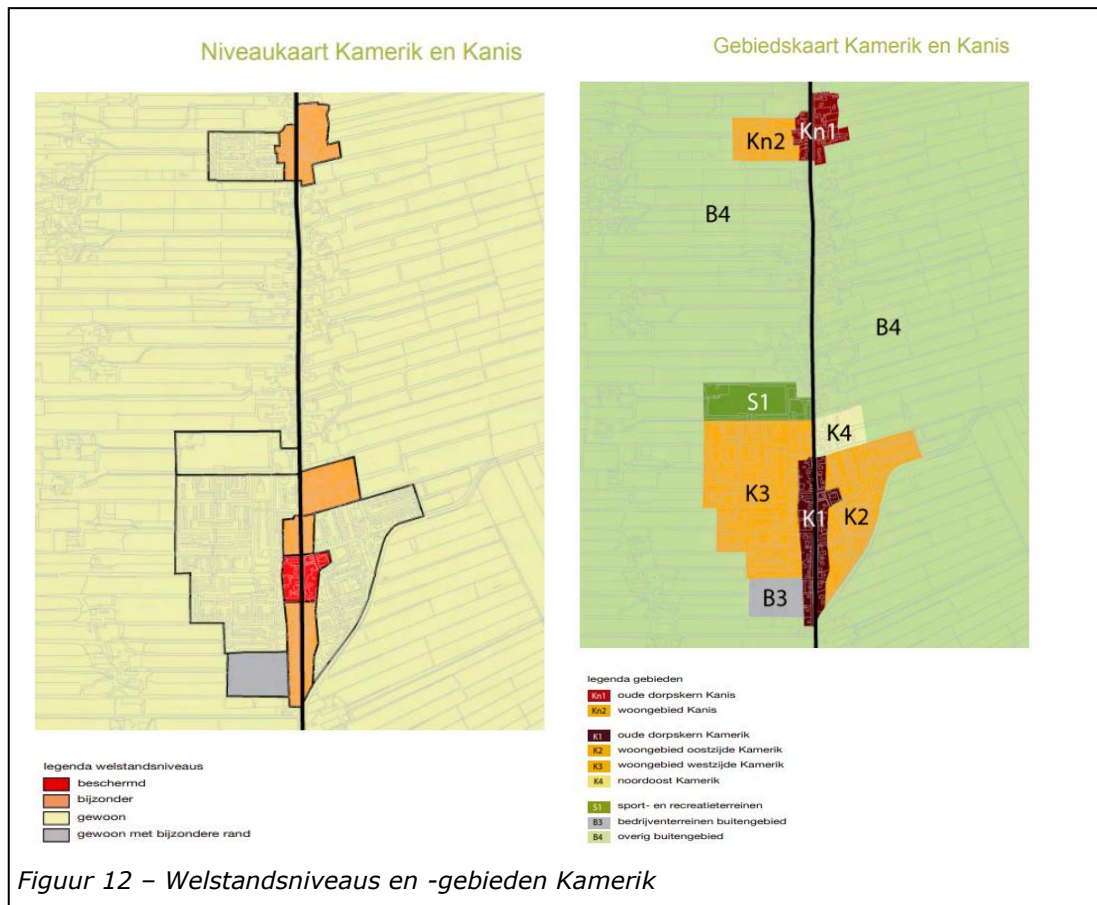 Niveaukaart Kamerik en Kanis
legenda welstandsniveaus
beschermd
bijzonder
gewoon
gewoon met bijzondere rand
Gebiedskaart Kamerik en Kanis
Kn1
Kn2
B4
B4
S1
K4
K3
K1
K2
B3
legenda gebieden
Kn1 oude dorpskern Kanis
Kn2 woongebied Kanis
K1 oude dorpskern Kamerik
K2 woongebied oostzijde Kamerik
K3 woongebied westzijde Kamerik
K4 noordoost Kamerik
S1 sport- en recreatieterreinen
B3 bedrijventerreinen buitengebied
B4 overig buitengebied
Figuur 12 – Welstandsniveaus en -gebieden Kamerik